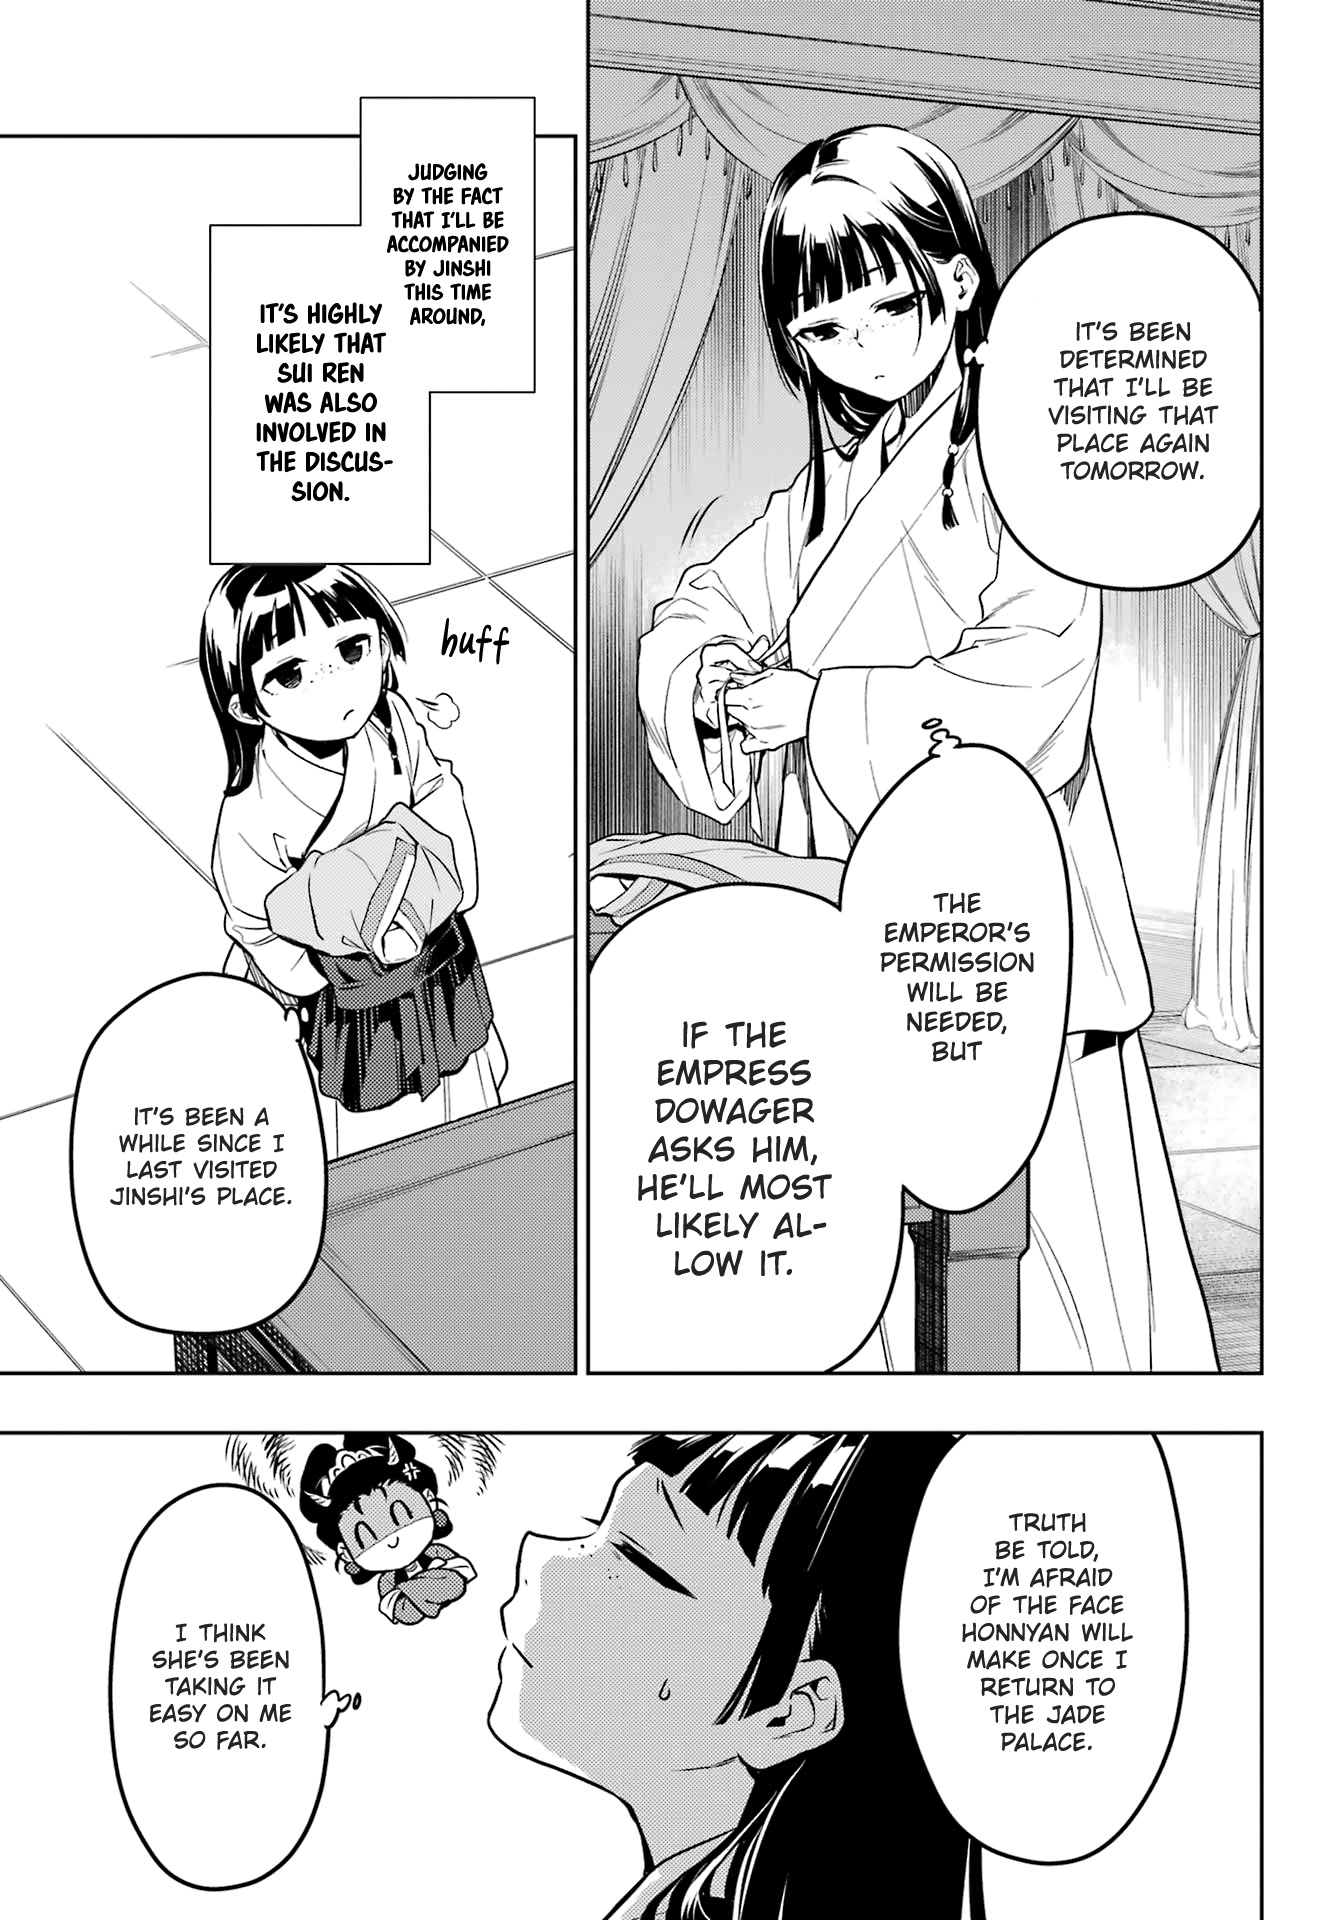 IT'S BEEN
DETERMINED
THAT I'LL BE
VISITING THAT
PLACE AGAIN
TOMORROW.
THE
EMPEROR'S
PERMISSION
WILL BE
NEEDED,
BUT
IF THE
EMPRESS
DOWAGER
ASKS HIM,
HE'LL MOST
LIKELY AL-
LOW IT.
JUDGING
BY THE FACT
THAT I'LL BE
ACCOMPANIED
BY JINSHI
THIS TIME
AROUND,
IT'S HIGHLY
LIKELY THAT
SUI REN
WAS ALSO
INVOLVED IN
THE DISCUS-
SION.
huff
IT'S BEEN A
WHILE SINCE I
LAST VISITED
JINSHI'S PLACE.
TRUTH
BE TOLD,
I'M AFRAID
OF THE FACE
HONNYAN WILL
MAKE ONCE I
RETURN TO
THE JADE
PALACE.
I THINK
SHE'S BEEN
TAKING IT
EASY ON ME
SO FAR.